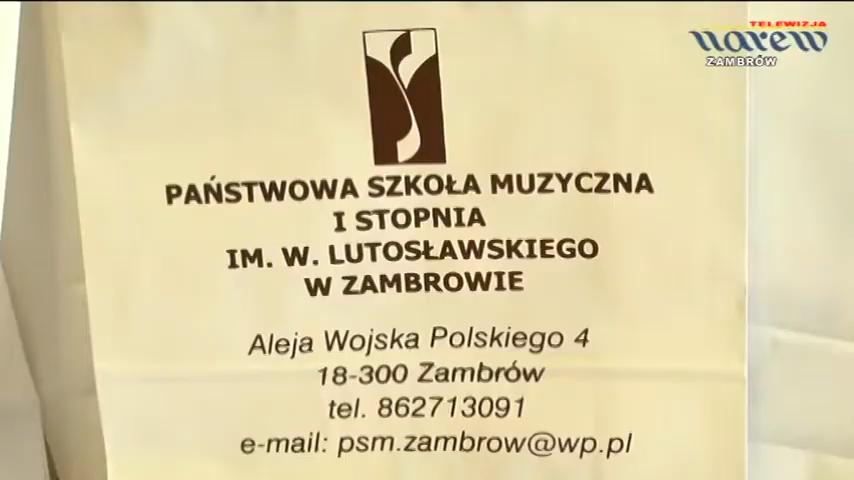 TELEWIZJA
narew
ZAMBRÓW
PAŃSTWOWA SZKOŁA MUZYCZNA
I STOPNIA
IM. W. LUTOSŁAWSKIEGO
W ZAMBROWIE
Aleja Wojska Polskiego 4
18-300 Zambrów
tel. 862713091
e-mail: psm.zambrow@wp.pl